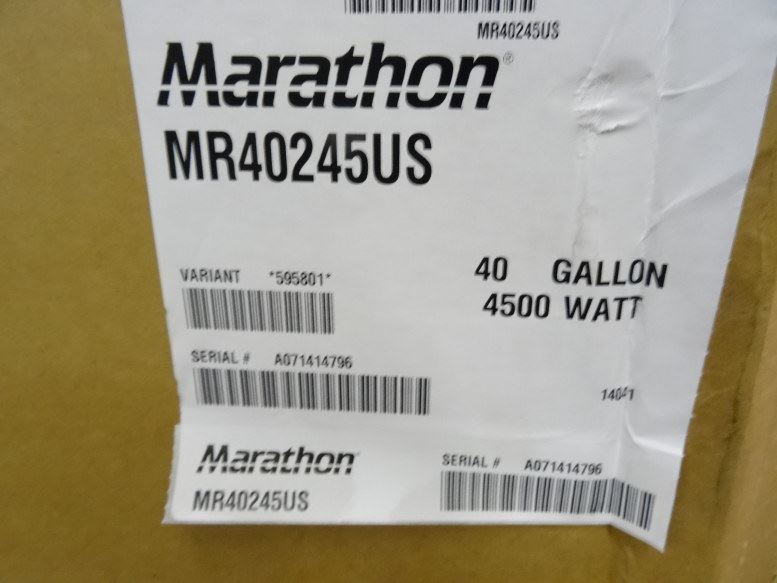 MR40245US
Marathon®
MR40245US
40 GALLON
4500 WATT
VARIANT *595801*
SERIAL # A071414796
Marathon
MR40245US
SERIAL # A071414796